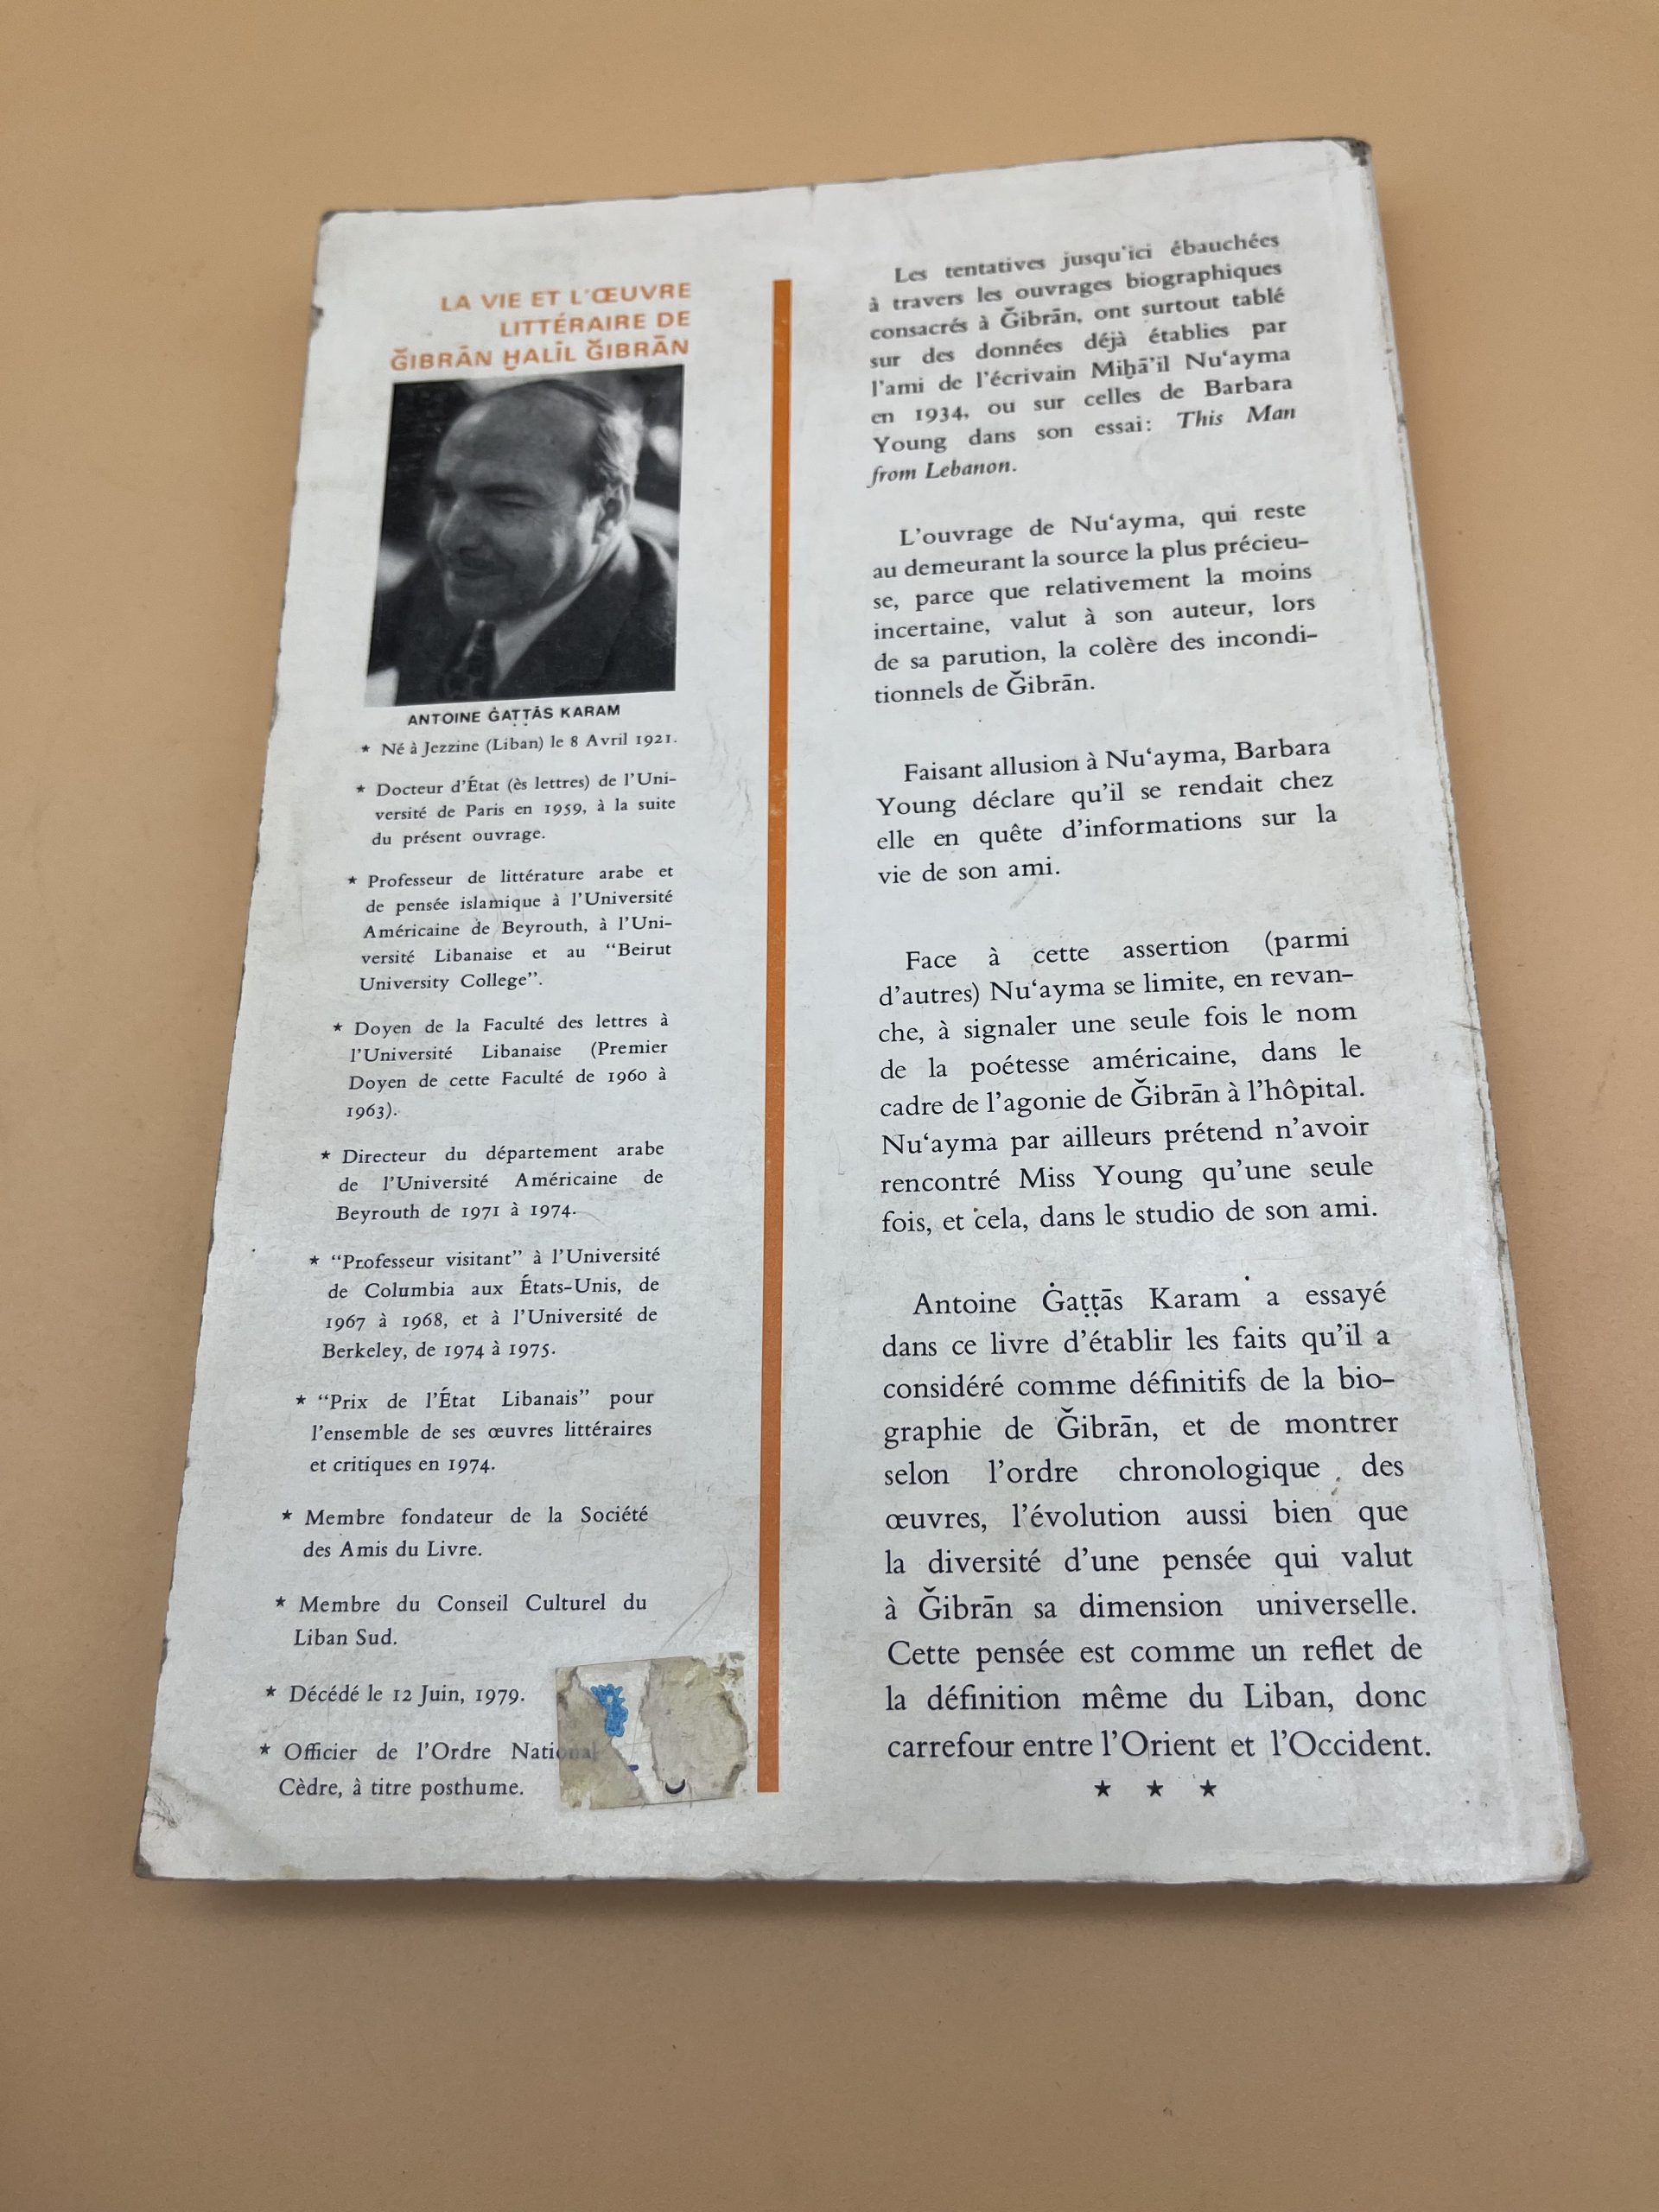 LA VIE ET L'ŒUVRE
LITTÉRAIRE DE
ĞIBRĀN ḪALĪL ĞIBRĀN
ANTOINE ĠAṬṬĀS KARAM
* Né à Jezzine (Liban) le 8 Avril 1921.
* Docteur d'État (ès lettres) de l'Uni-
versité de Paris en 1959, à la suite
du présent ouvrage.
* Professeur de littérature arabe et
de pensée islamique à l'Université
Américaine de Beyrouth, à l'Uni-
versité Libanaise et au “Beirut
University College”.
* Doyen de la Faculté des lettres à
l'Université Libanaise (Premier
Doyen de cette Faculté de 1960 à
1963).
* Directeur du département arabe
de l'Université Américaine de
Beyrouth de 1971 à 1974.
* “Professeur visitant” à l'Université
de Columbia aux États-Unis, de
1967 à 1968, et à l'Université de
Berkeley, de 1974 à 1975.
* “Prix de l'État Libanais” pour
l'ensemble de ses œuvres littéraires
et critiques en 1974.
* Membre fondateur de la Société
des Amis du Livre.
* Membre du Conseil Culturel du
Liban Sud.
* Décédé le 12 Juin, 1979.
* Officier de l'Ordre National
Cèdre, à titre posthume.
Les tentatives jusqu'ici ébauchées
à travers les ouvrages biographiques
consacrés à Ğibrān, ont surtout tablé
sur des données déjà établies par
l'ami de l'écrivain Miḫā'il Nu‘ayma
en 1934, ou sur celles de Barbara
Young dans son essai: This Man
from Lebanon.
L'ouvrage de Nu‘ayma, qui reste
au demeurant la source la plus précieu-
se, parce que relativement la moins
incertaine, valut à son auteur, lors
de sa parution, la colère des incondi-
tionnels de Ğibrān.
Faisant allusion à Nu‘ayma, Barbara
Young déclare qu'il se rendait chez
elle en quête d'informations sur la
vie de son ami.
Face à cette assertion (parmi
d'autres) Nu‘ayma se limite, en revan-
che, à signaler une seule fois le nom
de la poétesse américaine, dans le
cadre de l'agonie de Ğibrān à l'hôpital.
Nu‘ayma par ailleurs prétend n'avoir
rencontré Miss Young qu'une seule
fois, et cela, dans le studio de son ami.
Antoine Ġaṭṭās Karam a essayé
dans ce livre d'établir les faits qu'il a
considéré comme définitifs de la bio-
graphie de Ğibrān, et de montrer
selon l'ordre chronologique des
œuvres, l'évolution aussi bien que
la diversité d'une pensée qui valut
à Ğibrān sa dimension universelle.
Cette pensée est comme un reflet de
la définition même du Liban, donc
carrefour entre l'Orient et l'Occident.
* * *